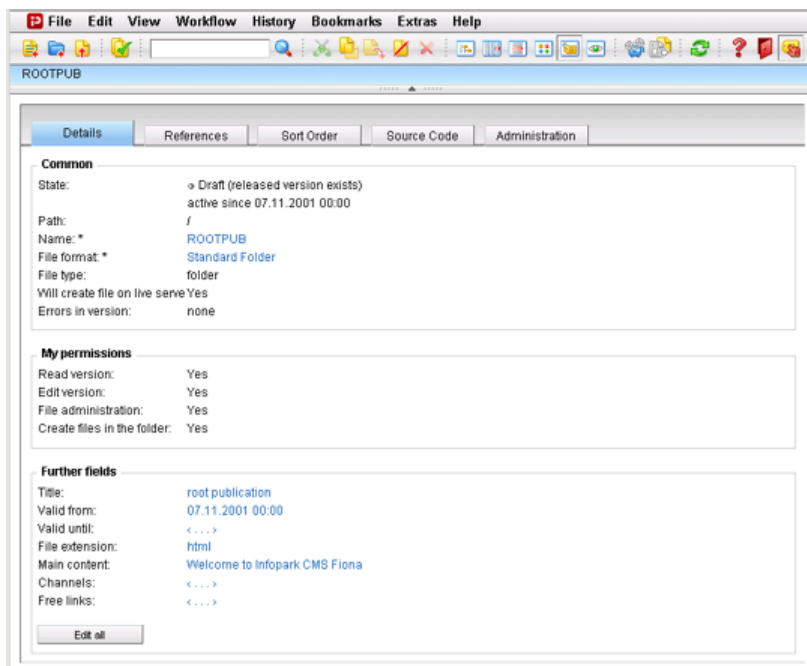 File Edit View Workflow History Bookmarks Extras Help
ROOTPUB
Details References Sort Order Source Code Administration
Common
State: Draft (released version exists)
active since 07.11.2001 00:00
Path: /
Name: * ROOTPUB
File format: * Standard Folder
File type: folder
Will create file on live serve Yes
Errors in version: none
My permissions
Read version: Yes
Edit version: Yes
File administration: Yes
Create files in the folder: Yes
Further fields
Title: root publication
Valid from: 07.11.2001 00:00
Valid until: < . . . >
File extension: html
Main content: Welcome to Infopark CMS Fiona
Channels: < . . . >
Free links: < . . . >
Edit all